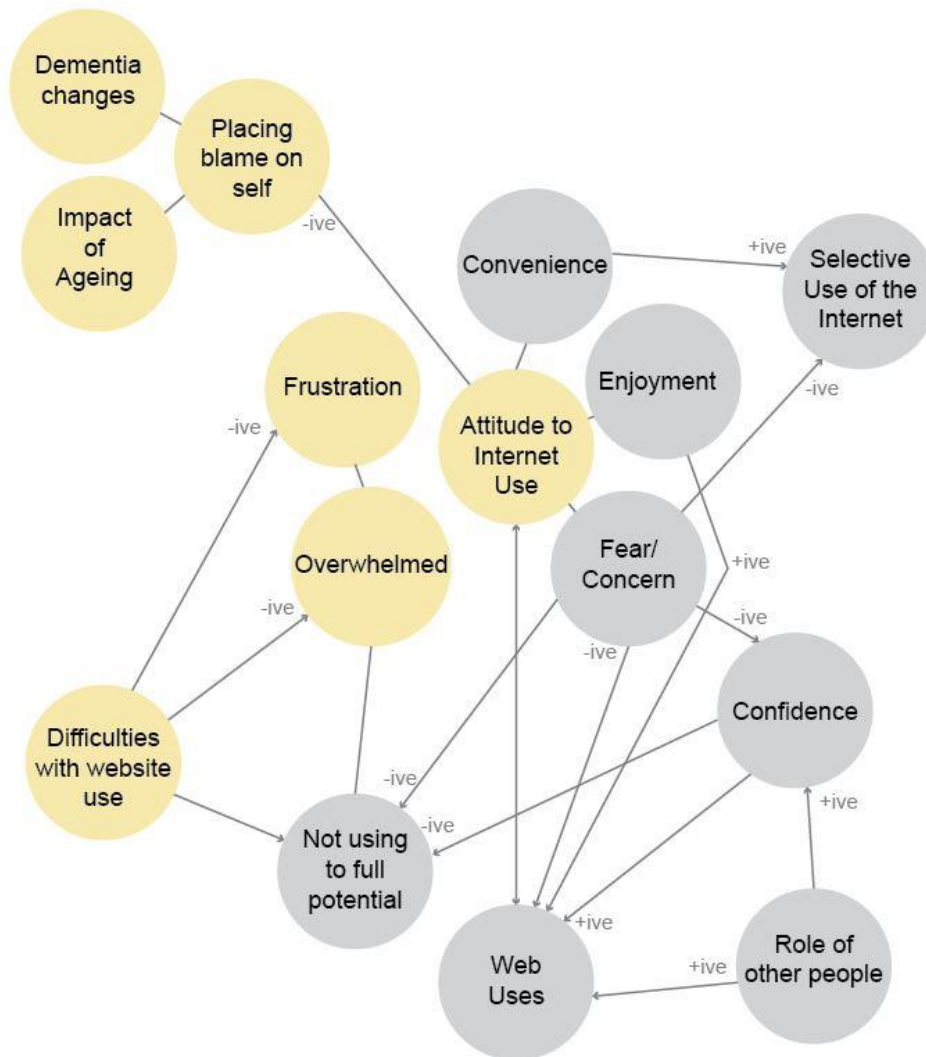 Dementia
changes
Placing
blame on
self
Impact
of
Ageing
-ive
Convenience
+ive
Selective
Use of the
Internet
Frustration
Enjoyment
-ive
-ive
Attitude to
Internet
Use
Overwhelmed
Fear/
Concern
+ive
-ive
-ive
-ive
Difficulties
with website
use
Confidence
-ive
-ive
+ive
Not using
to full
potential
+ive
Web
Uses
+ive
Role of
other people